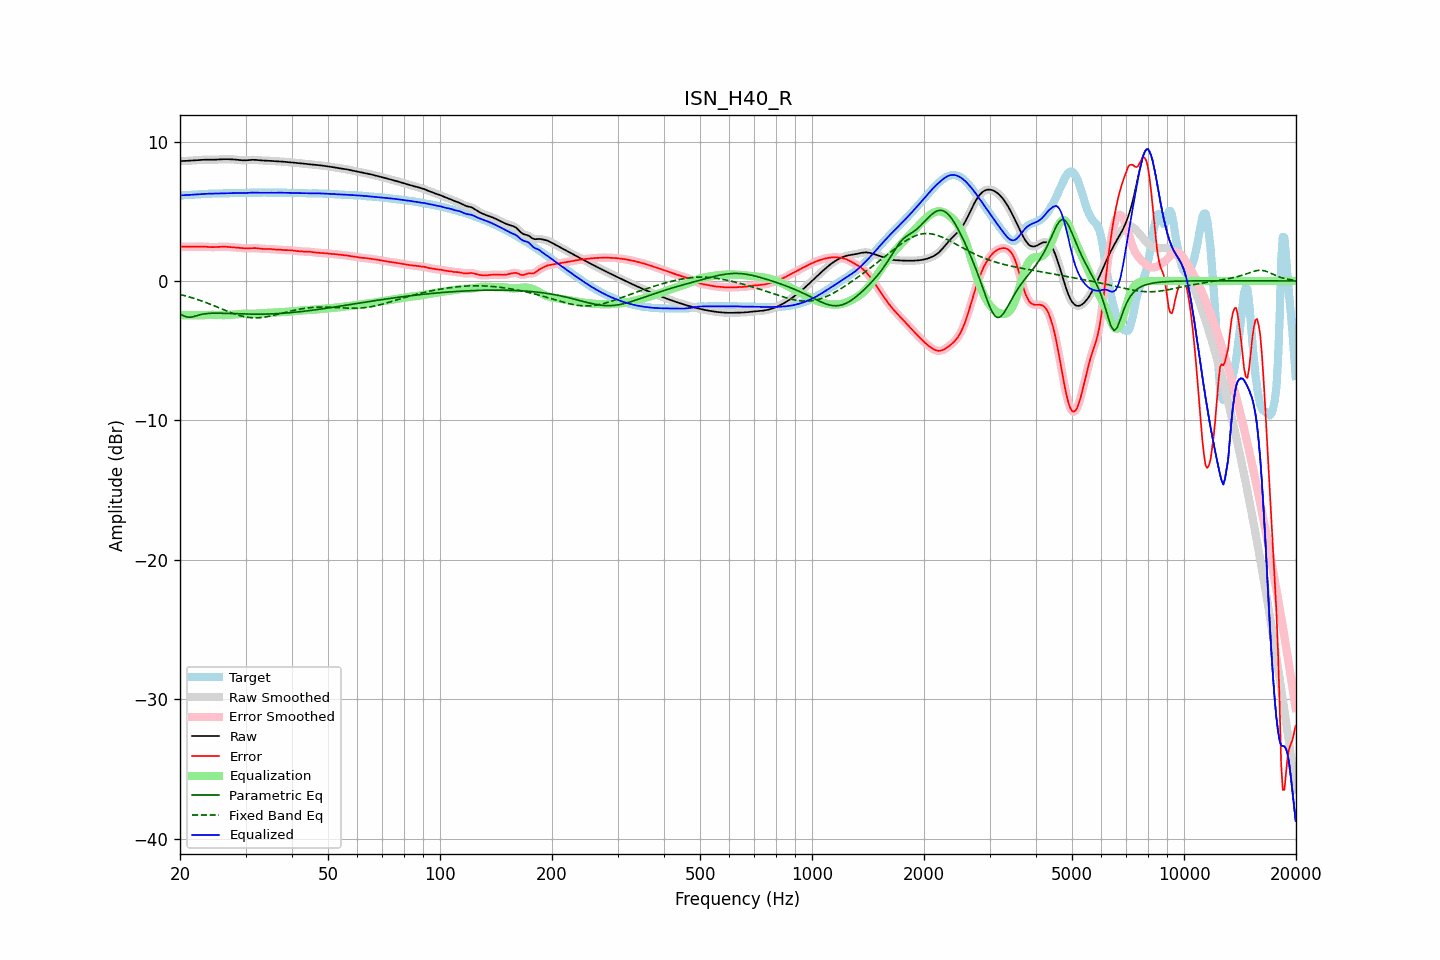 ISN_H40_R
Amplitude (dBr)
10
0
−10
−20
−30
−40
Target
Raw Smoothed
Error Smoothed
Raw
Error
Equalization
Parametric Eq
Fixed Band Eq
Equalized
20 50 100 200 500 1000 2000 5000 10000 20000
Frequency (Hz)